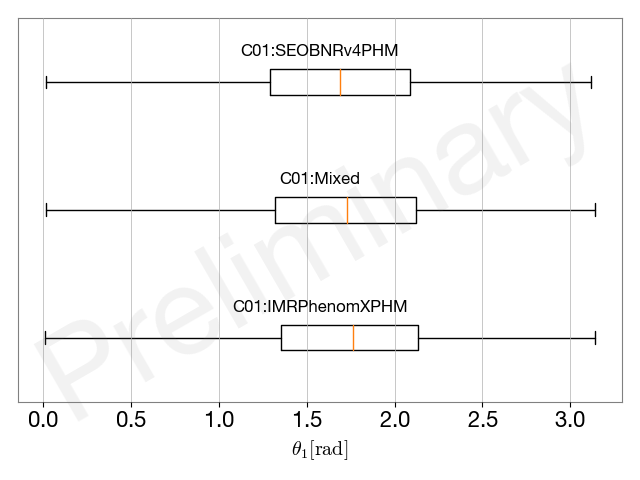 C01:SEOBNRv4PHM
C01:Mixed
C01:IMRPhenomXPHM
Preliminary
0.0 0.5 1.0 1.5 2.0 2.5 3.0
θ₁[rad]